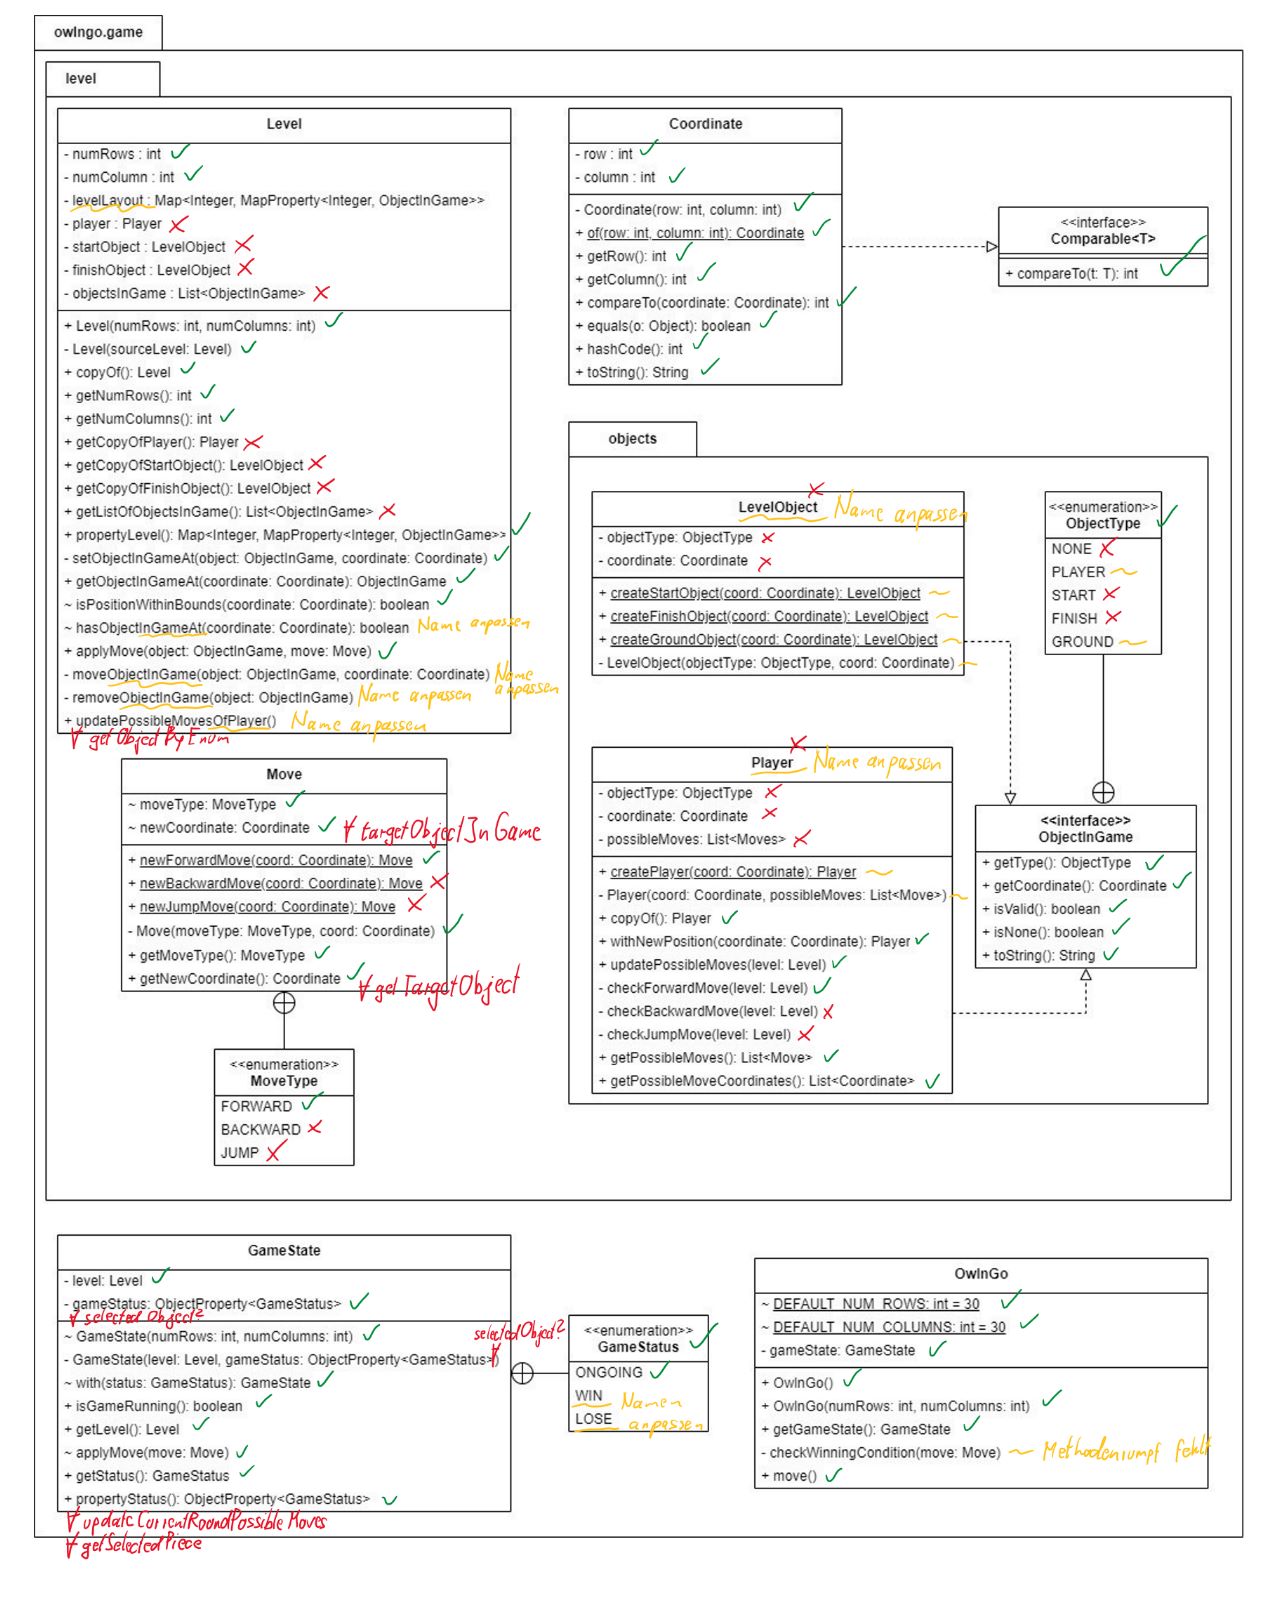 owIngo.game
level
Level
- numRows : int
- numColumn : int
- levelLayout : Map<Integer, MapProperty<Integer, ObjectInGame>>
- player : Player
- startObject : LevelObject
- finishObject : LevelObject
- objectsInGame : List<ObjectInGame>
+ Level(numRows: int, numColumns: int)
- Level(sourceLevel: Level)
+ copyOf(): Level
+ getNumRows(): int
+ getNumColumns(): int
+ getCopyOfPlayer(): Player
+ getCopyOfStartObject(): LevelObject
+ getCopyOfFinishObject(): LevelObject
+ getListOfObjectsInGame(): List<ObjectInGame>
+ propertyLevel(): Map<Integer, MapProperty<Integer, ObjectInGame>>
- setObjectInGameAt(object: ObjectInGame, coordinate: Coordinate)
+ getObjectInGameAt(coordinate: Coordinate): ObjectInGame
~ isPositionWithinBounds(coordinate: Coordinate): boolean
~ hasObjectInGameAt(coordinate: Coordinate): boolean Name anpassen
+ applyMove(object: ObjectInGame, move: Move)
- moveObjectInGame(object: ObjectInGame, coordinate: Coordinate) Name anpassen
- removeObjectInGame(object: ObjectInGame) Name anpassen
+ updatePossibleMovesOfPlayer() Name anpassen
∀ getObjectByEnum
Coordinate
- row : int
- column : int
- Coordinate(row: int, column: int)
+ of(row: int, column: int): Coordinate
+ getRow(): int
+ getColumn(): int
+ compareTo(coordinate: Coordinate): int
+ equals(o: Object): boolean
+ hashCode(): int
+ toString(): String
<<interface>>
Comparable<T>
+ compareTo(t: T): int
objects
LevelObject Name anpassen
- objectType: ObjectType
- coordinate: Coordinate
+ createStartObject(coord: Coordinate): LevelObject
+ createFinishObject(coord: Coordinate): LevelObject
+ createGroundObject(coord: Coordinate): LevelObject
- LevelObject(objectType: ObjectType, coord: Coordinate)
<<enumeration>>
ObjectType
NONE
PLAYER
START
FINISH
GROUND
Player Name anpassen
- objectType: ObjectType
- coordinate: Coordinate
- possibleMoves: List<Moves>
+ createPlayer(coord: Coordinate): Player
- Player(coord: Coordinate, possibleMoves: List<Move>)
+ copyOf(): Player
+ withNewPosition(coordinate: Coordinate): Player
+ updatePossibleMoves(level: Level)
- checkForwardMove(level: Level)
- checkBackwardMove(level: Level)
- checkJumpMove(level: Level)
+ getPossibleMoves(): List<Move>
+ getPossibleMoveCoordinates(): List<Coordinate>
<<interface>>
ObjectInGame
+ getType(): ObjectType
+ getCoordinate(): Coordinate
+ isValid(): boolean
+ isNone(): boolean
+ toString(): String
Move
~ moveType: MoveType
~ newCoordinate: Coordinate ∀ targetObjectInGame
+ newForwardMove(coord: Coordinate): Move
+ newBackwardMove(coord: Coordinate): Move
+ newJumpMove(coord: Coordinate): Move
- Move(moveType: MoveType, coord: Coordinate)
+ getMoveType(): MoveType
+ getNewCoordinate(): Coordinate
∀ getTargetObject
<<enumeration>>
MoveType
FORWARD
BACKWARD
JUMP
GameState
- level: Level
- gameStatus: ObjectProperty<GameStatus>
∀ selectedObject?
~ GameState(numRows: int, numColumns: int)
selectedObject?
∀
- GameState(level: Level, gameStatus: ObjectProperty<GameStatus>)
~ with(status: GameStatus): GameState
+ isGameRunning(): boolean
+ getLevel(): Level
~ applyMove(move: Move)
+ getStatus(): GameStatus
+ propertyStatus(): ObjectProperty<GameStatus>
∀ updateCurrentRoundPossibleMoves
∀ getSelectedPiece
<<enumeration>>
GameStatus
ONGOING
WIN Namen
LOSE anpassen
OwInGo
~ DEFAULT_NUM_ROWS: int = 30
~ DEFAULT_NUM_COLUMNS: int = 30
- gameState: GameState
+ OwInGo()
+ OwInGo(numRows: int, numColumns: int)
+ getGameState(): GameState
- checkWinningCondition(move: Move) Methodenrumpf fehlt
+ move()